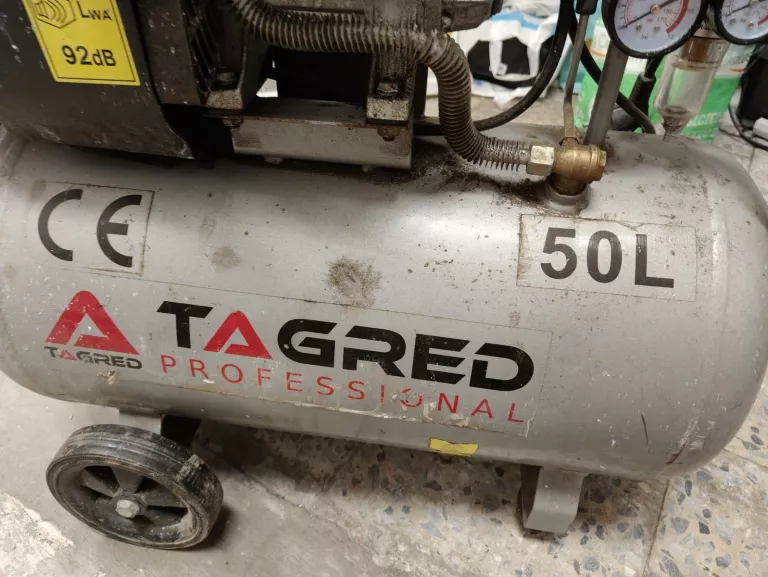 LWA
92dB
CE
50L
TAGRED
TAGRED
PROFESSIONAL